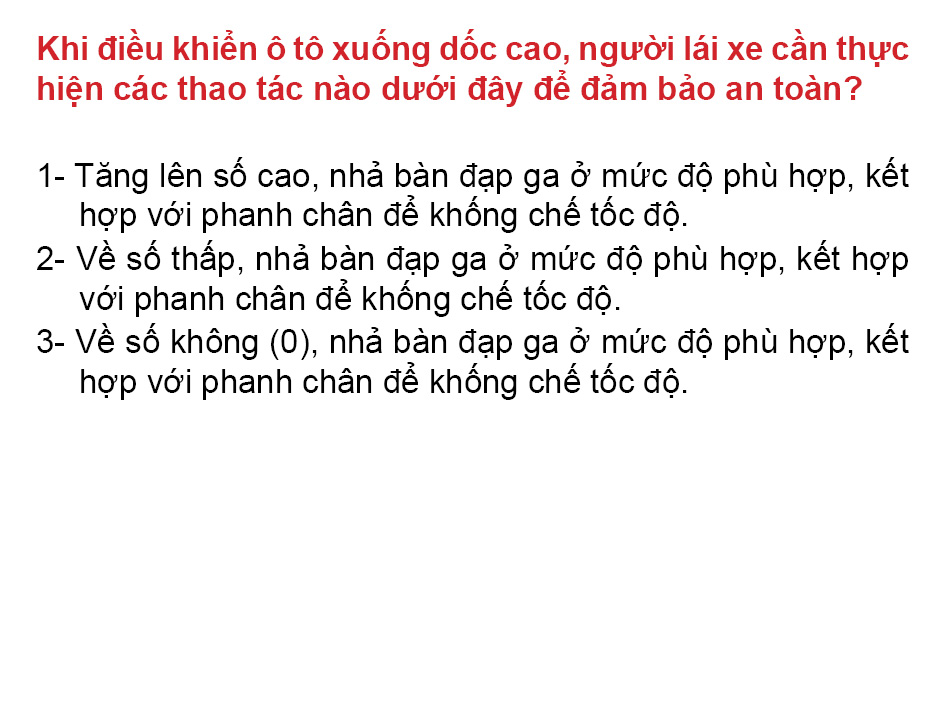 Khi điều khiển ô tô xuống dốc cao, người lái xe cần thực
hiện các thao tác nào dưới đây để đảm bảo an toàn?
1- Tăng lên số cao, nhả bàn đạp ga ở mức độ phù hợp, kết
hợp với phanh chân để khống chế tốc độ.
2- Về số thấp, nhả bàn đạp ga ở mức độ phù hợp, kết hợp
với phanh chân để khống chế tốc độ.
3- Về số không (0), nhả bàn đạp ga ở mức độ phù hợp, kết
hợp với phanh chân để khống chế tốc độ.